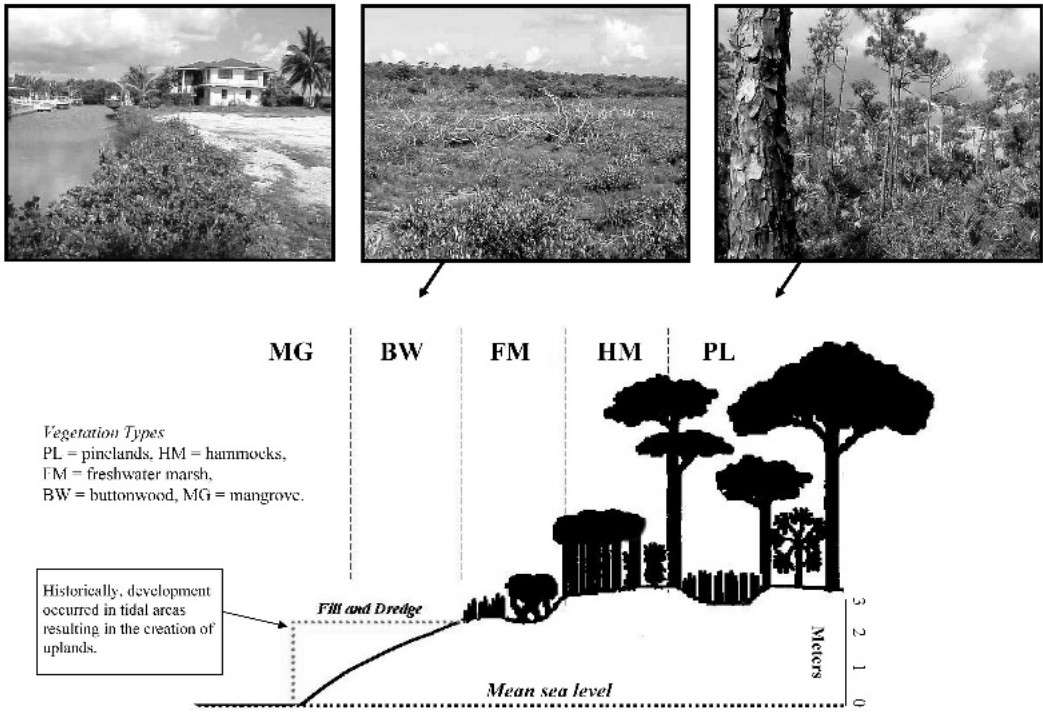 MG BW FM HM PL
Vegetation Types
PL = pinelands, HM = hammocks,
FM = freshwater marsh,
BW = buttonwood, MG = mangrove.
Historically, development
occurred in tidal areas
resulting in the creation of
uplands.
Fill and Dredge
Mean sea level
Meters
3
2
1
0